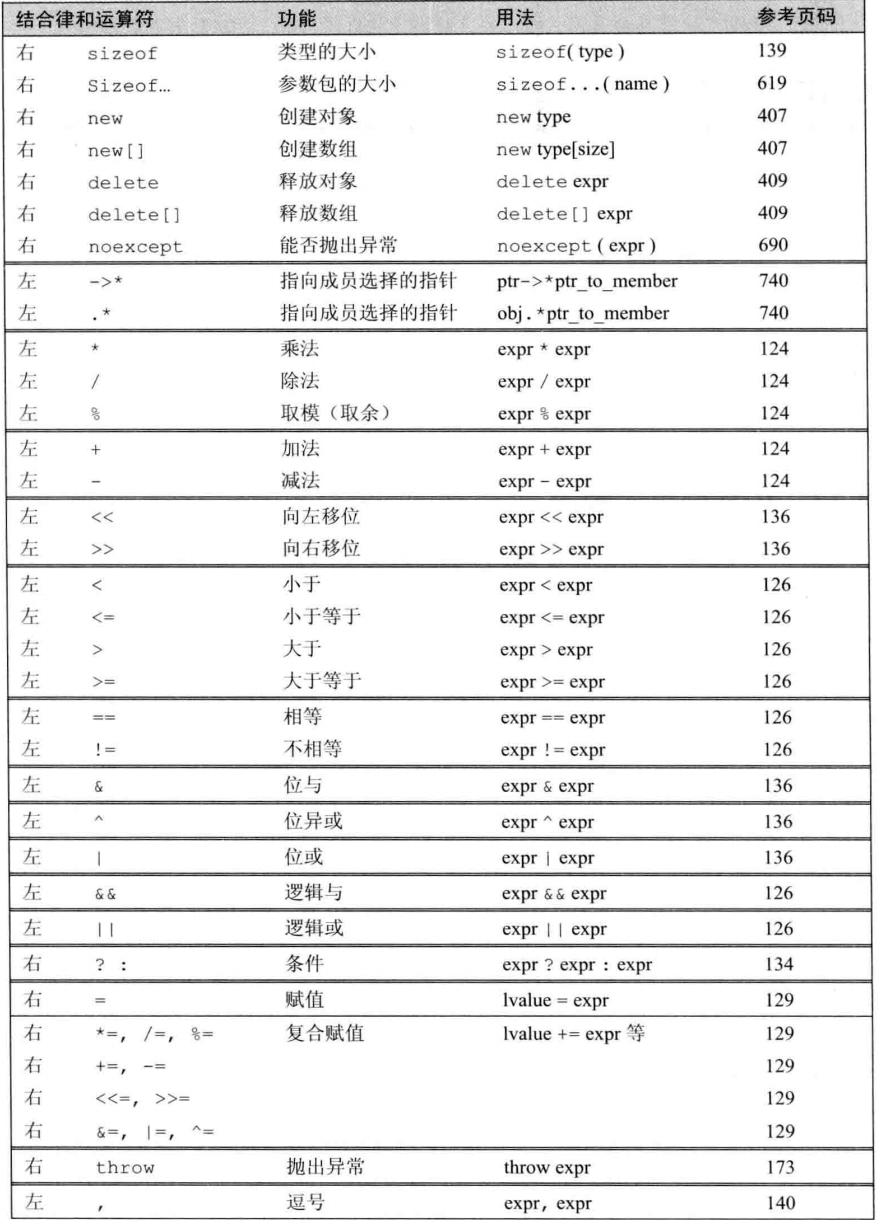 结合律和运算符 功能 用法 参考页码
右 sizeof 类型的大小 sizeof( type ) 139
右 Sizeof… 参数包的大小 sizeof...( name ) 619
右 new 创建对象 new type 407
右 new[] 创建数组 new type[size] 407
右 delete 释放对象 delete expr 409
右 delete[] 释放数组 delete[] expr 409
右 noexcept 能否抛出异常 noexcept ( expr ) 690
左 ->* 指向成员选择的指针 ptr->*ptr_to_member 740
左 .* 指向成员选择的指针 obj.*ptr_to_member 740
左 * 乘法 expr * expr 124
左 / 除法 expr / expr 124
左 % 取模（取余） expr % expr 124
左 + 加法 expr + expr 124
左 - 减法 expr - expr 124
左 << 向左移位 expr << expr 136
左 >> 向右移位 expr >> expr 136
左 < 小于 expr < expr 126
左 <= 小于等于 expr <= expr 126
左 > 大于 expr > expr 126
左 >= 大于等于 expr >= expr 126
左 == 相等 expr == expr 126
左 != 不相等 expr != expr 126
左 & 位与 expr & expr 136
左 ^ 位异或 expr ^ expr 136
左 | 位或 expr | expr 136
左 && 逻辑与 expr && expr 126
左 || 逻辑或 expr || expr 126
右 ? : 条件 expr ? expr : expr 134
右 = 赋值 lvalue = expr 129
右 *=, /=, %= 复合赋值 lvalue += expr 等 129
右 +=, -= 129
右 <<=, >>= 129
右 &=, |=, ^= 129
右 throw 抛出异常 throw expr 173
左 , 逗号 expr, expr 140